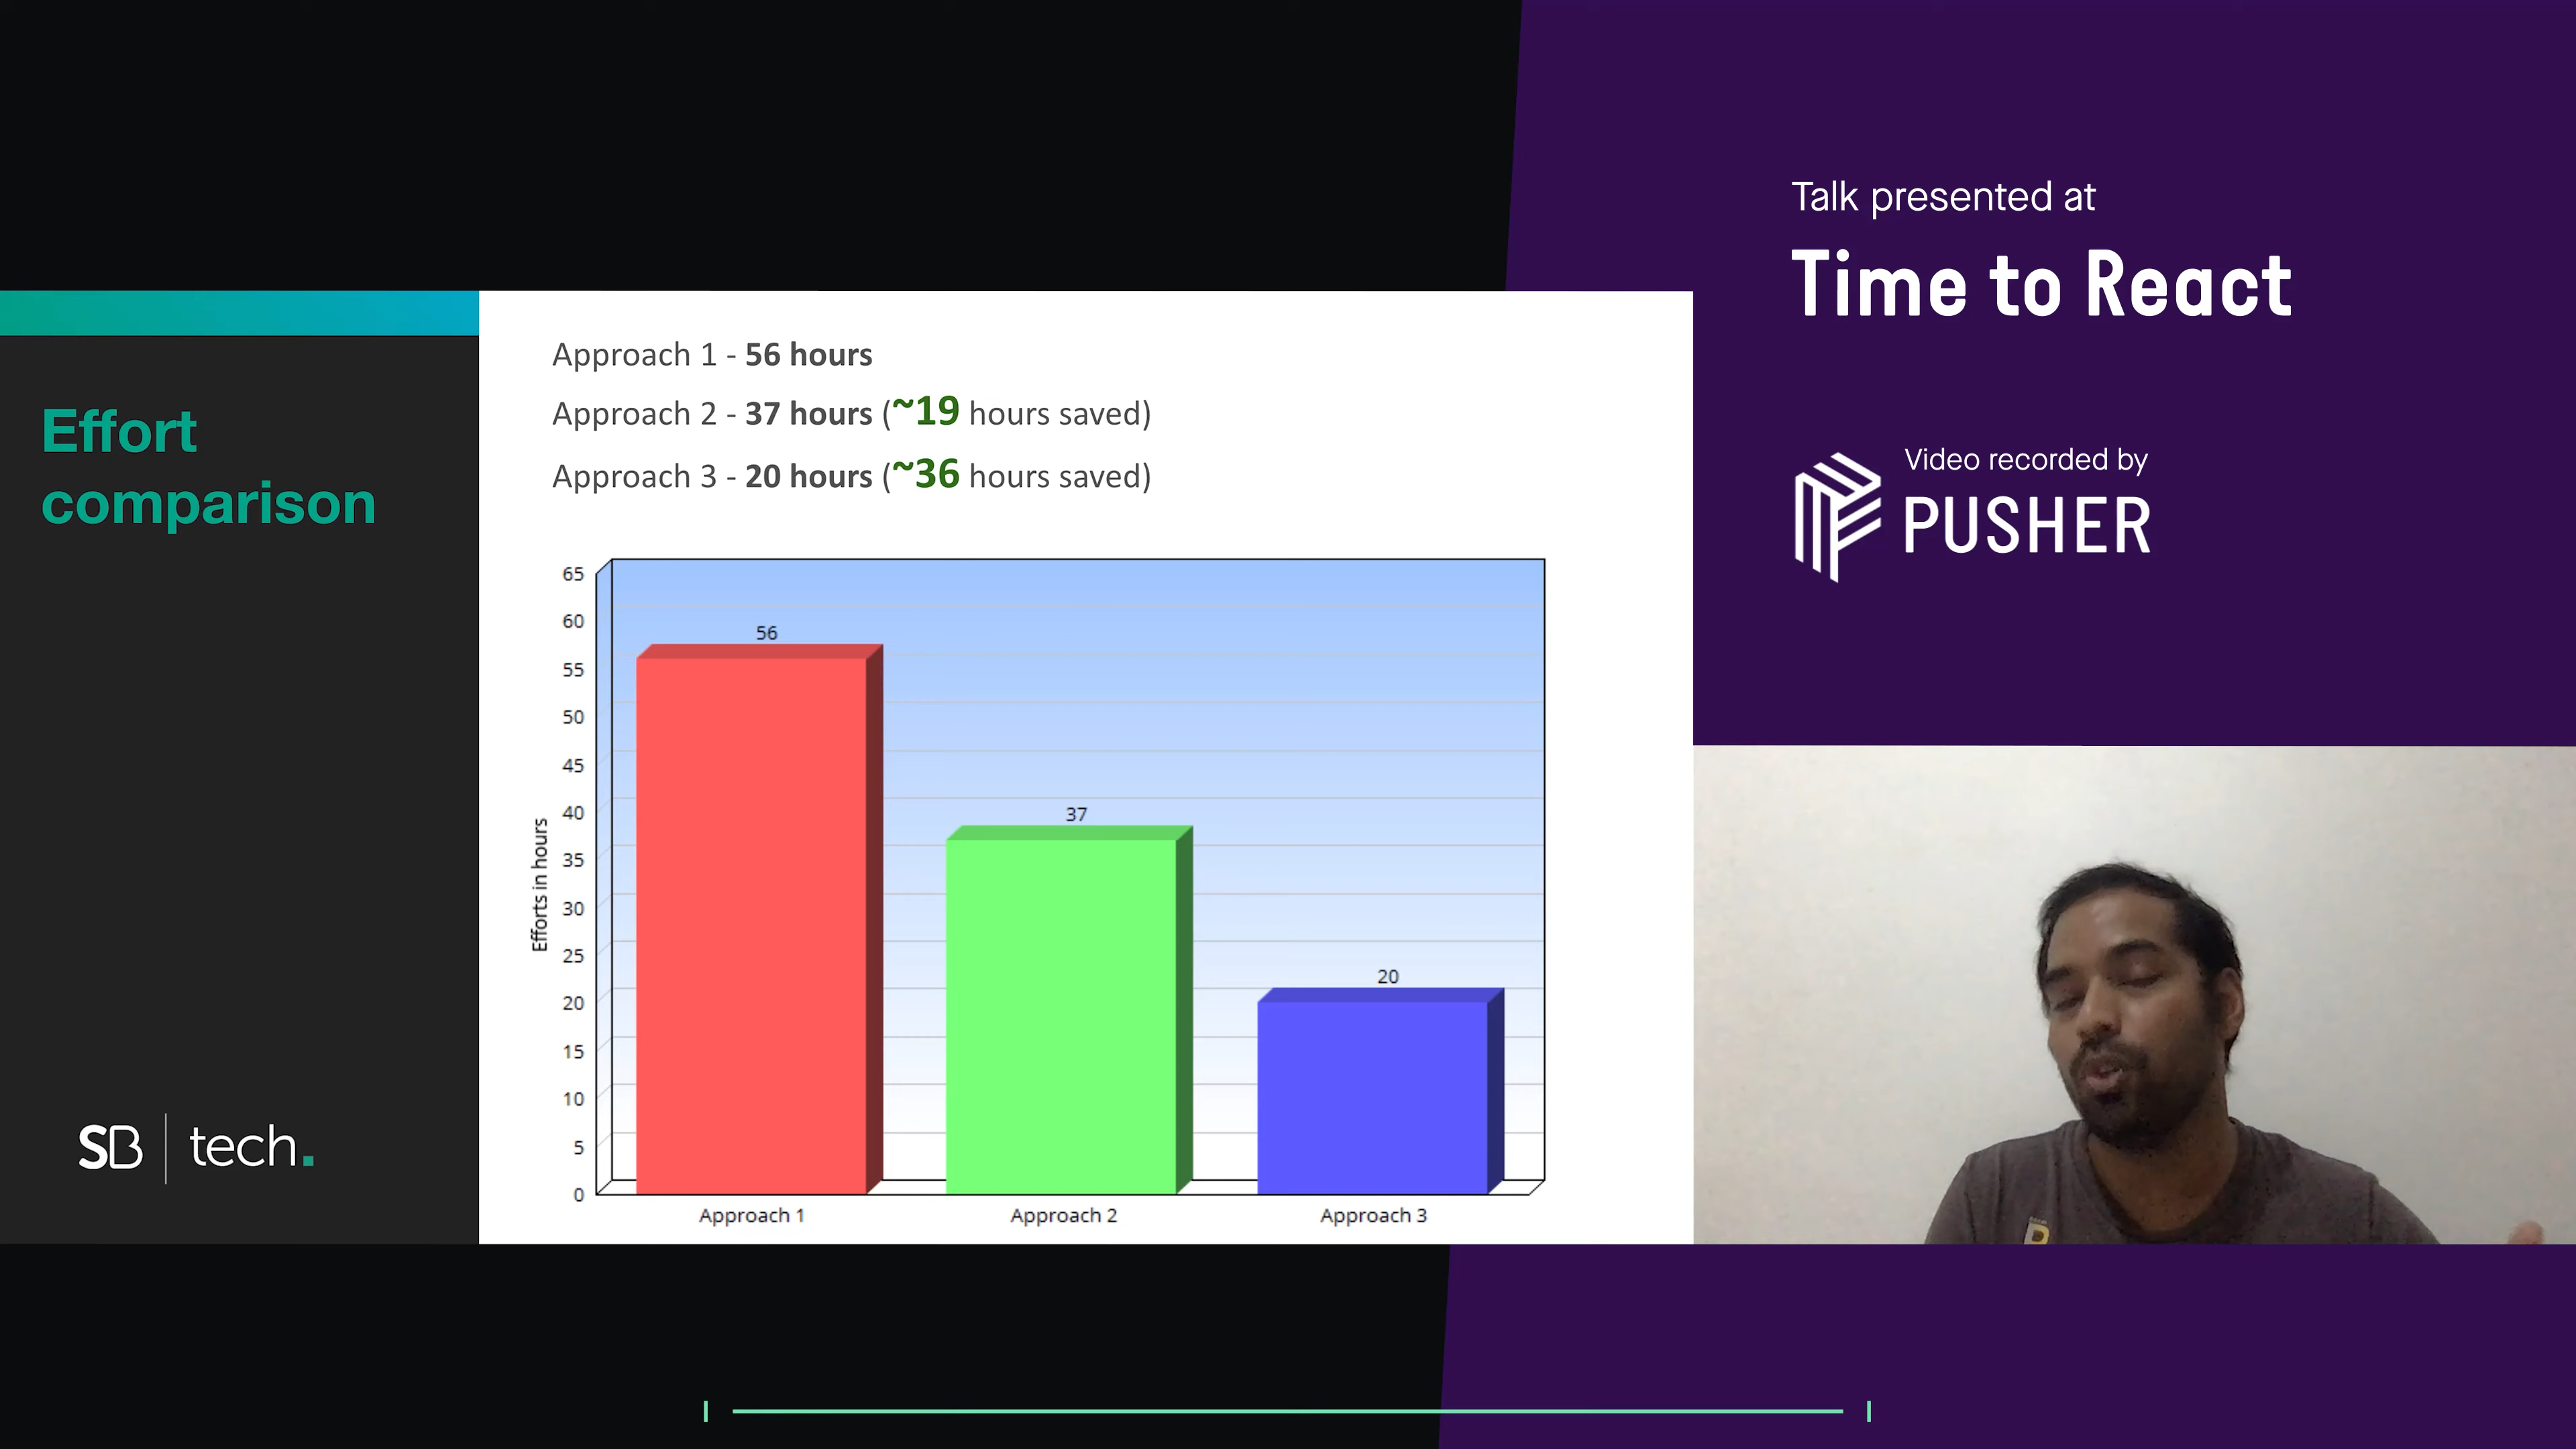 Talk presented at
Time to React
Video recorded by
PUSHER
Effort
comparison
SB tech.
Approach 1 - 56 hours
Approach 2 - 37 hours (~19 hours saved)
Approach 3 - 20 hours (~36 hours saved)
Efforts in hours
65
60
55
50
45
40
35
30
25
20
15
10
5
0
56
37
20
Approach 1
Approach 2
Approach 3